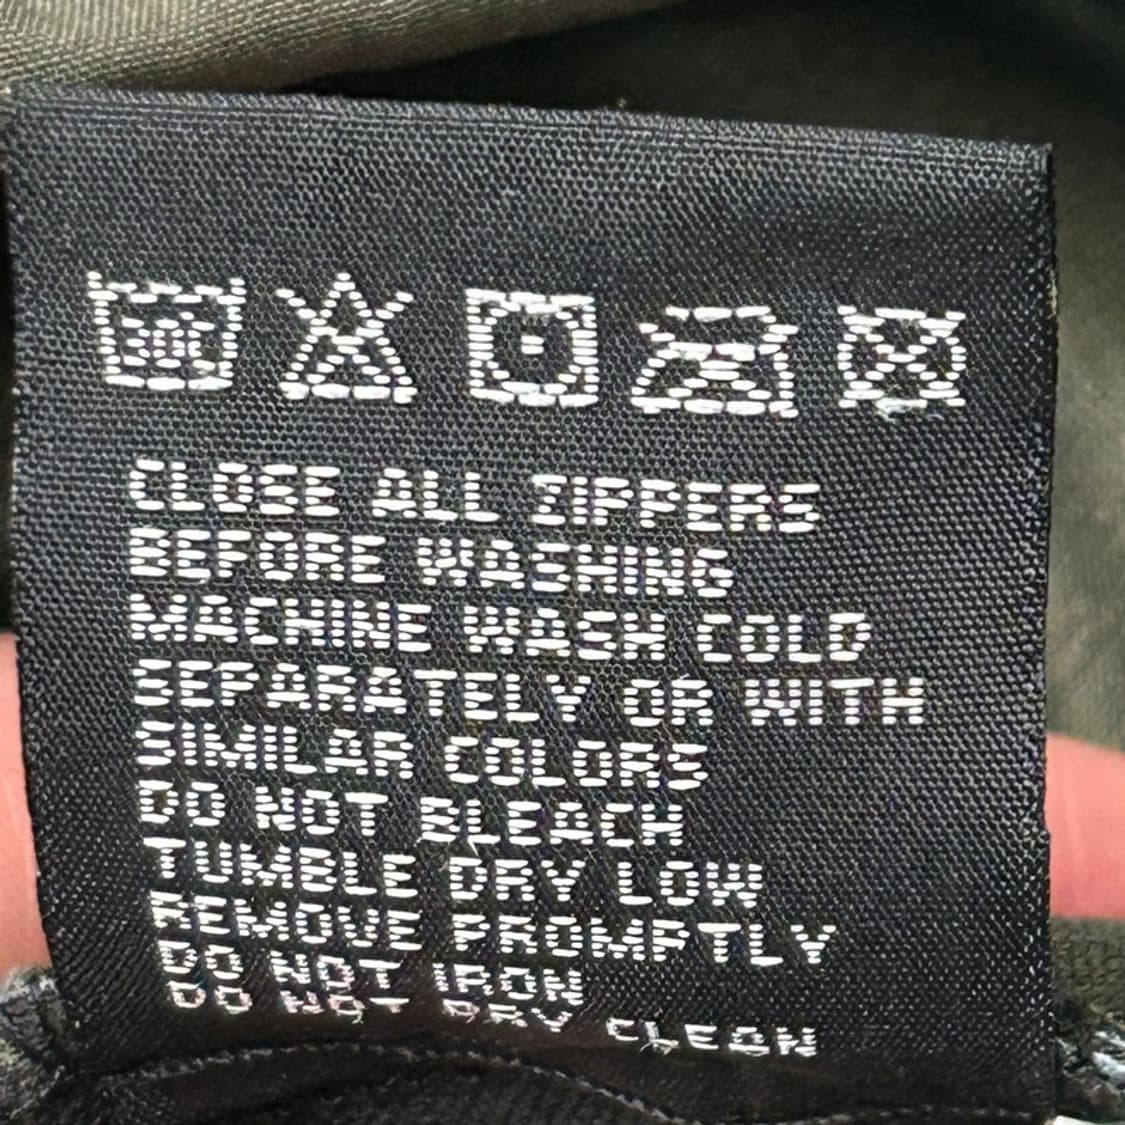 CLOSE ALL ZIPPERS
BEFORE WASHING
MACHINE WASH COLD
SEPARATELY OR WITH
SIMILAR COLORS
DO NOT BLEACH
TUMBLE DRY LOW
REMOVE PROMPTLY
DO NOT IRON
DO NOT DRY CLEAN